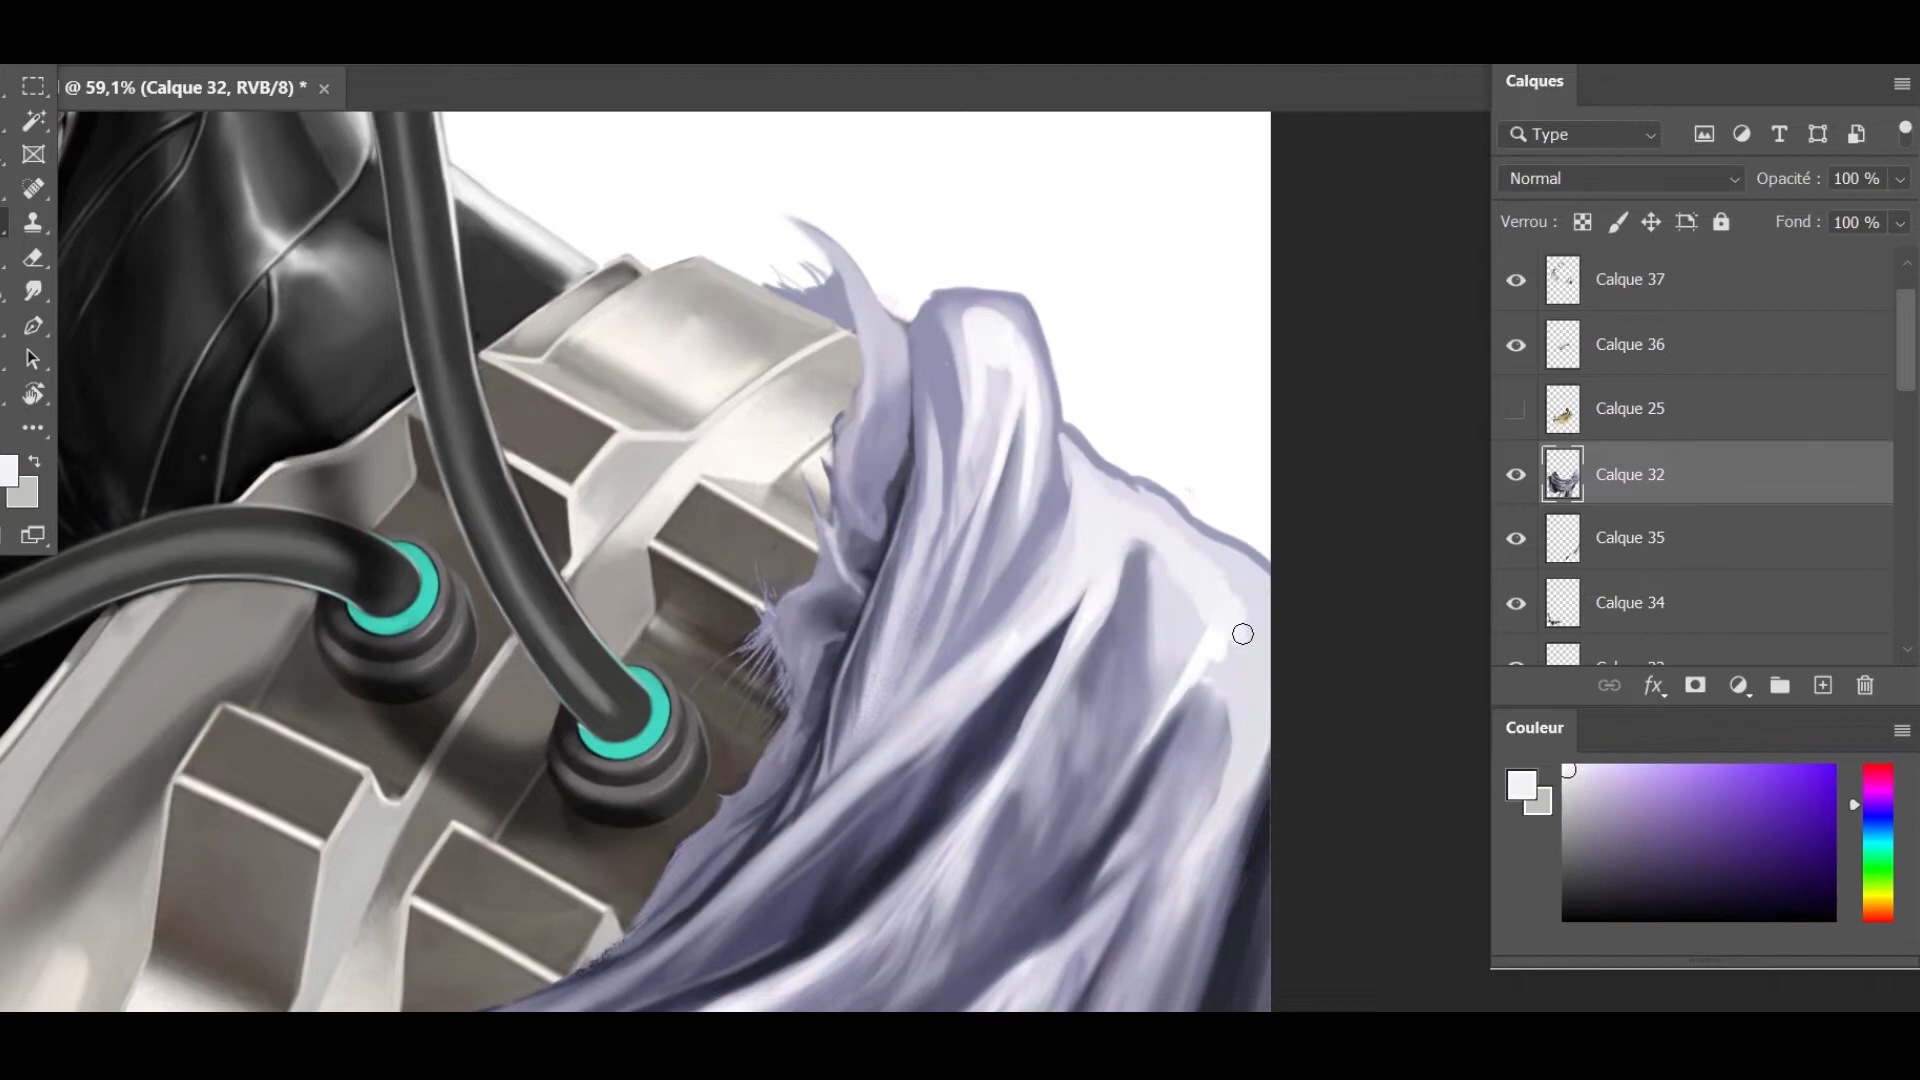 @ 59,1% (Calque 32, RVB/8) * ×
Calques
Type
Normal
Opacité : 100 %
Verrou :
Fond : 100 %
Calque 37
Calque 36
Calque 25
Calque 32
Calque 35
Calque 34
fx
Couleur